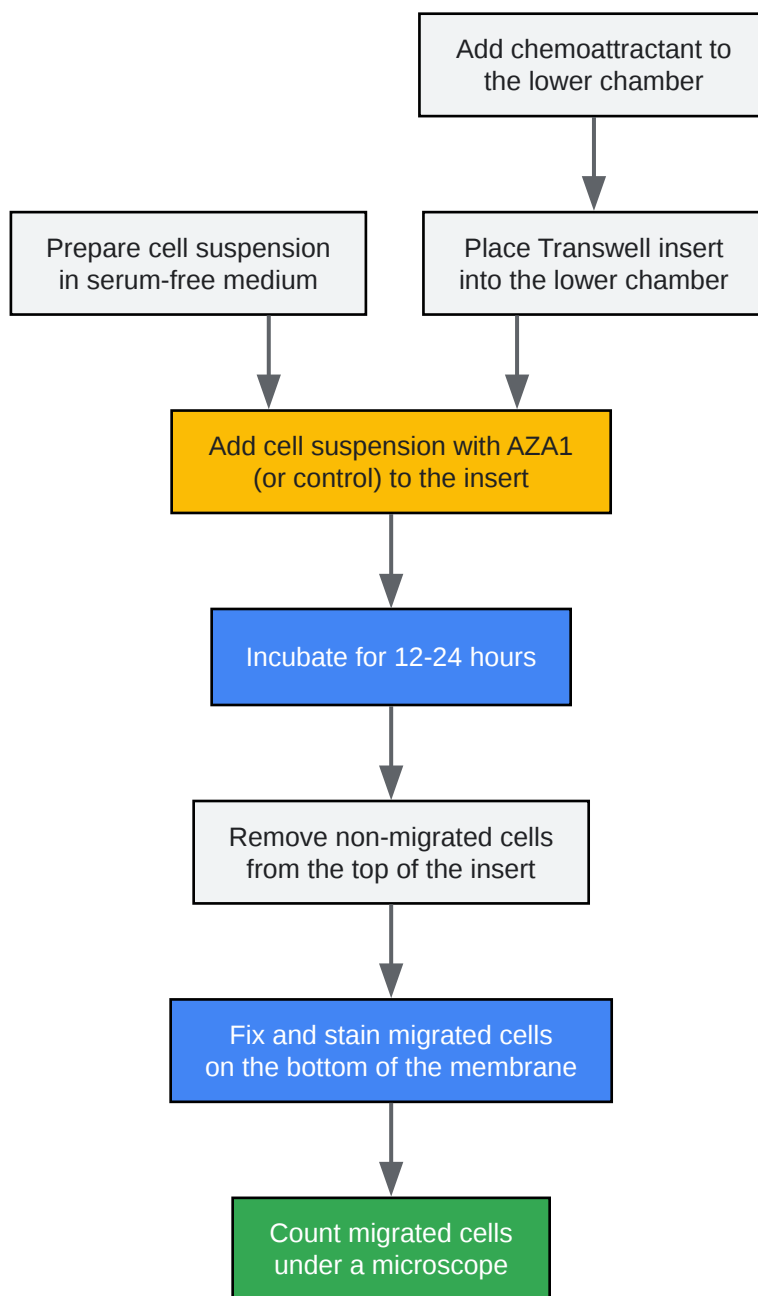 Add chemoattractant to
the lower chamber
Prepare cell suspension
in serum-free medium
Place Transwell insert
into the lower chamber
Add cell suspension with AZA1
(or control) to the insert
Incubate for 12-24 hours
Remove non-migrated cells
from the top of the insert
Fix and stain migrated cells
on the bottom of the membrane
Count migrated cells
under a microscope